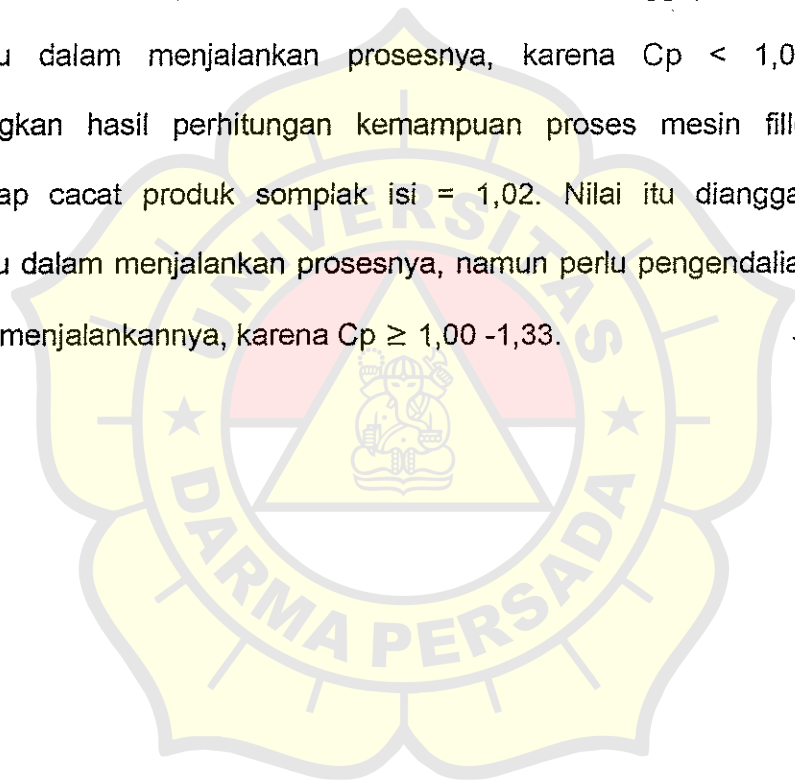 u dalam menjalankan prosesnya, karena Cp < 1,0
gkan hasil perhitungan kemampuan proses mesin fill
ap cacat produk somplak isi = 1,02. Nilai itu diangga
u dalam menjalankan prosesnya, namun perlu pengendalia
menjalankannya, karena Cp ≥ 1,00 -1,33.
UNIVERSITAS
DARMA PERSADA